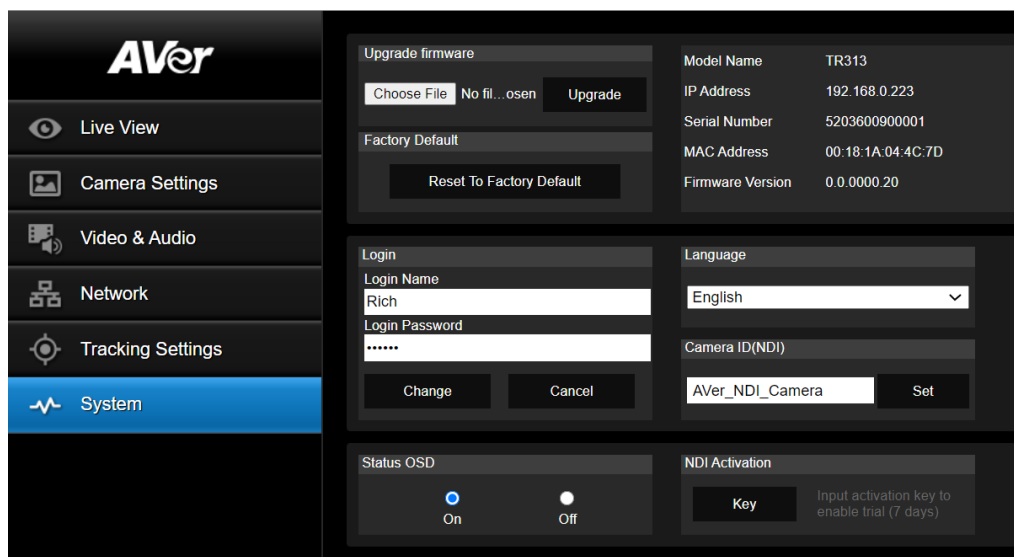 AVer
Live View
Camera Settings
Video & Audio
Network
Tracking Settings
System
Upgrade firmware
Choose File No fil...osen Upgrade
Factory Default
Reset To Factory Default
Model Name TR313
IP Address 192.168.0.223
Serial Number 5203600900001
MAC Address 00:18:1A:04:4C:7D
Firmware Version 0.0.0000.20
Login
Login Name
Rich
Login Password
••••••
Change Cancel
Language
English
Camera ID(NDI)
AVer_NDI_Camera Set
Status OSD
On Off
NDI Activation
Key
Input activation key to
enable trial (7 days)